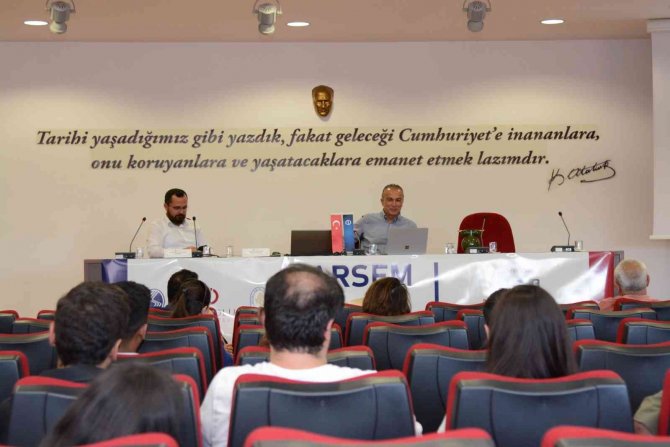 Tarihi yaşadığımız gibi yazdık, fakat geleceği Cumhuriyet'e inananlara,
onu koruyanlara ve yaşatacaklara emanet etmek lazımdır.
K. Atatürk
ARSEM